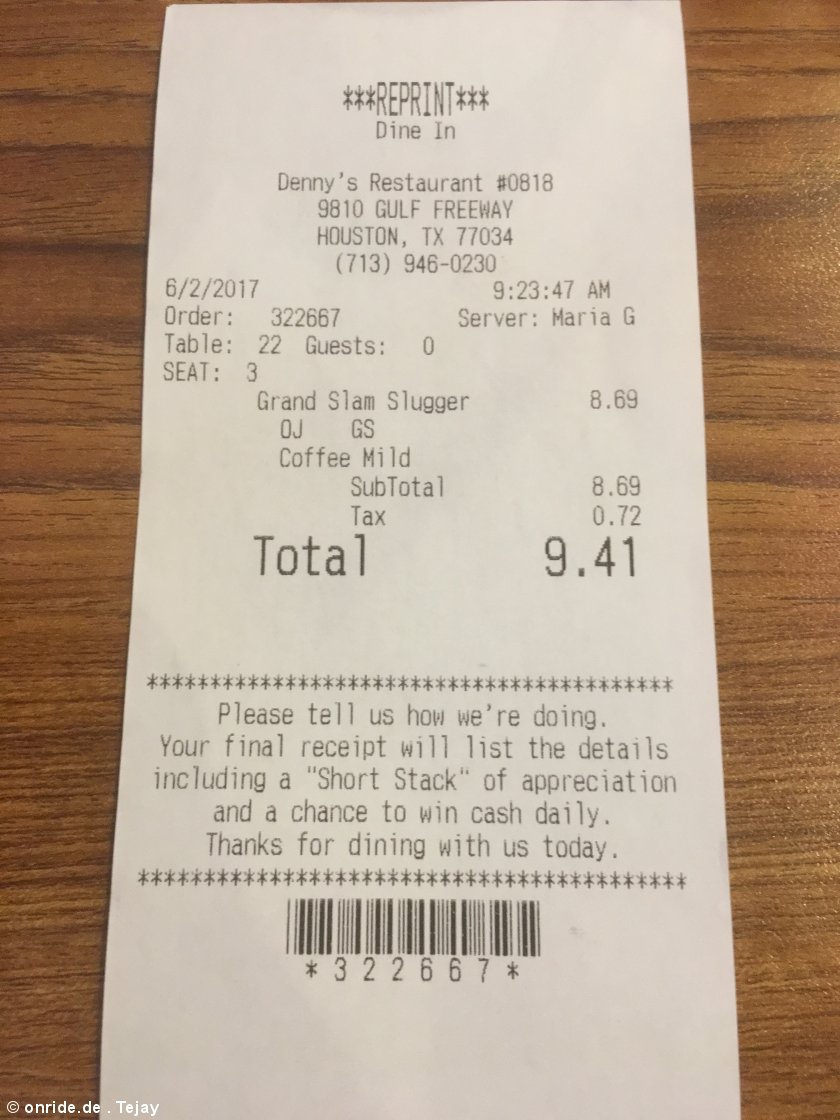 ***REPRINT***
Dine In
Denny's Restaurant #0818
9810 GULF FREEWAY
HOUSTON, TX 77034
(713) 946-0230
6/2/2017 9:23:47 AM
Order: 322667 Server: Maria G
Table: 22 Guests: 0
SEAT: 3
Grand Slam Slugger 8.69
OJ GS
Coffee Mild
SubTotal 8.69
Tax 0.72
Total 9.41
******************************************
Please tell us how we're doing.
Your final receipt will list the details
including a "Short Stack" of appreciation
and a chance to win cash daily.
Thanks for dining with us today.
******************************************
*322667*
© onride.de . Tejay